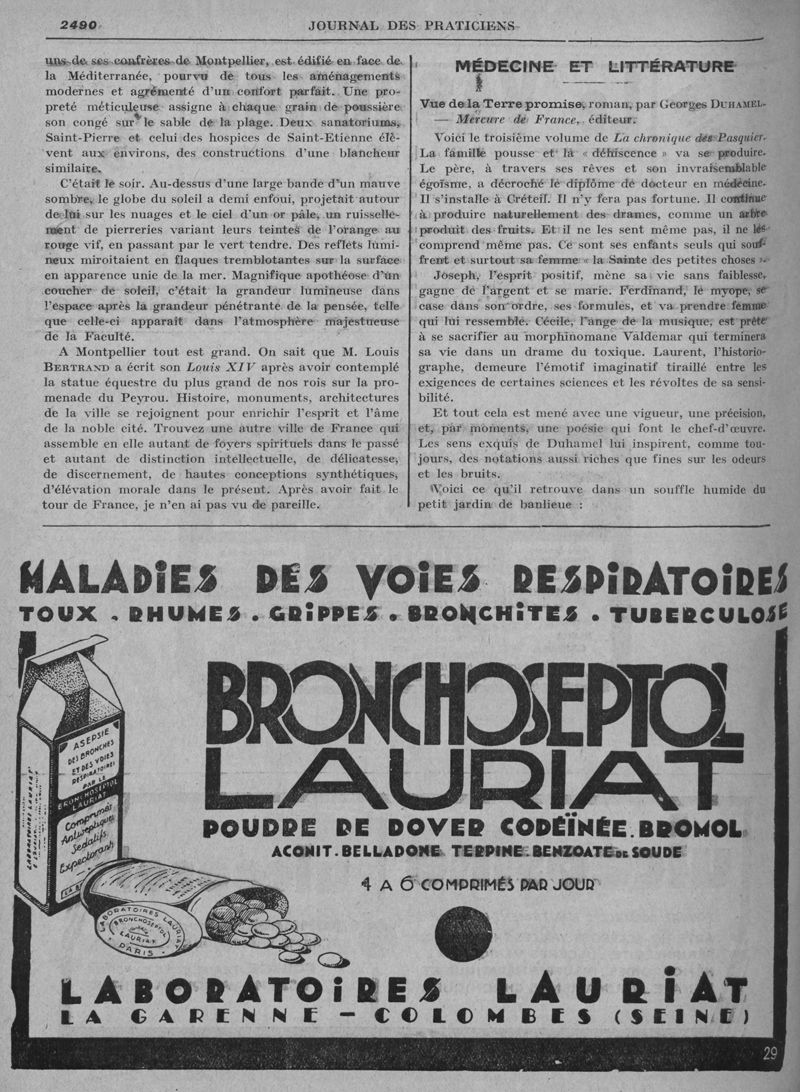 2490
JOURNAL DES PRATICIENS
uns de ses confrères de Montpellier, est édifié en face de
la Méditerranée, pourvu de tous les aménagements
modernes et agrémenté d'un confort parfait. Une pro-
preté méticuleuse assigne à chaque grain de poussière
son congé sur le sable de la plage. Deux sanatoriums,
Saint-Pierre et celui des hospices de Saint-Etienne élè-
vent aux environs, des constructions d'une blancheur
similaire.
C'était le soir. Au-dessus d'une large bande d'un mauve
sombre, le globe du soleil a demi enfoui, projetait autour
de lui sur les nuages et le ciel d'un or pâle, un ruisselle-
ment de pierreries variant leurs teintes de l'orange au
rouge vif, en passant par le vert tendre. Des reflets lumi-
neux miroitaient en flaques tremblotantes sur la surface
en apparence unie de la mer. Magnifique apothéose d'un
coucher de soleil, c'était la grandeur lumineuse dans
l'espace après la grandeur pénétrante de la pensée, telle
que celle-ci apparaît dans l'atmosphère majestueuse
de la Faculté.
A Montpellier tout est grand. On sait que M. Louis
BERTRAND a écrit son Louis XIV après avoir contemplé
la statue équestre du plus grand de nos rois sur la pro-
menade du Peyrou. Histoire, monuments, architectures
de la ville se rejoignent pour enrichir l'esprit et l'âme
de la noble cité. Trouvez une autre ville de France qui
assemble en elle autant de foyers spirituels dans le passé
et autant de distinction intellectuelle, de délicatesse,
de discernement, de hautes conceptions synthétiques,
d'élévation morale dans le présent. Après avoir fait le
tour de France, je n'en ai pas vu de pareille.
MÉDECINE ET LITTÉRATURE
Vue de la Terre promise, roman, par Georges DUHAMEL.
— Mercure de France, éditeur.
Voici le troisième volume de La chronique des Pasquier.
La famille pousse et la « déhiscence » va se produire.
Le père, à travers ses rêves et son invraisemblable
égoïsme, a décroché le diplôme de docteur en médecine.
Il s'installe à Créteil. Il n'y fera pas fortune. Il continue
à produire naturellement des drames, comme un arbre
produit des fruits. Et il ne les sent même pas, il ne les
comprend même pas. Ce sont ses enfants seuls qui souf-
frent et surtout sa femme « la Sainte des petites choses ».
Joseph, l'esprit positif, mène sa vie sans faiblesse,
gagne de l'argent et se marie. Ferdinand, le myope, se
case dans son ordre, ses formules, et va prendre femme
qui lui ressemble. Cécile, l'ange de la musique, est prête
à se sacrifier au morphinomane Valdemar qui terminera
sa vie dans un drame du toxique. Laurent, l'historio-
graphe, demeure l'émotif imaginatif tiraillé entre les
exigences de certaines sciences et les révoltes de sa sensi-
bilité.
Et tout cela est mené avec une vigueur, une précision,
et, par moments, une poésie qui font le chef-d'œuvre.
Les sens exquis de Duhamel lui inspirent, comme tou-
jours, des notations aussi riches que fines sur les odeurs
et les bruits.
Voici ce qu'il retrouve dans un souffle humide du
petit jardin de banlieue :
MALADiES DES VOiES RESPiRATOiRES
TOUX . RHUMES . GRiPPES . BRONCHiTES . TUBERCULOSE
ASEPSIE
DES BRONCHES
ET DES VOIES
RESPIRATOIRES
PAR LE
BRONCHOSEPTOL
LAURIAT
Comprimés
Antiseptiques
Sédatifs
Expectorants
LABORATOIRES LAURIAT
BRONCHOSEPTOL
LAURIAT
PARIS
BRONCHOSEPTOL
LAURIAT
POUDRE DE DOVER CODÉÏNÉE. BROMOL
ACONIT. BELLADONE TERPINE. BENZOATE DE SOUDE
4 A 6 COMPRIMÉS PAR JOUR
LABORATOiRES LAURiAT
LA GARENNE - COLOMBES (SEINE)
29